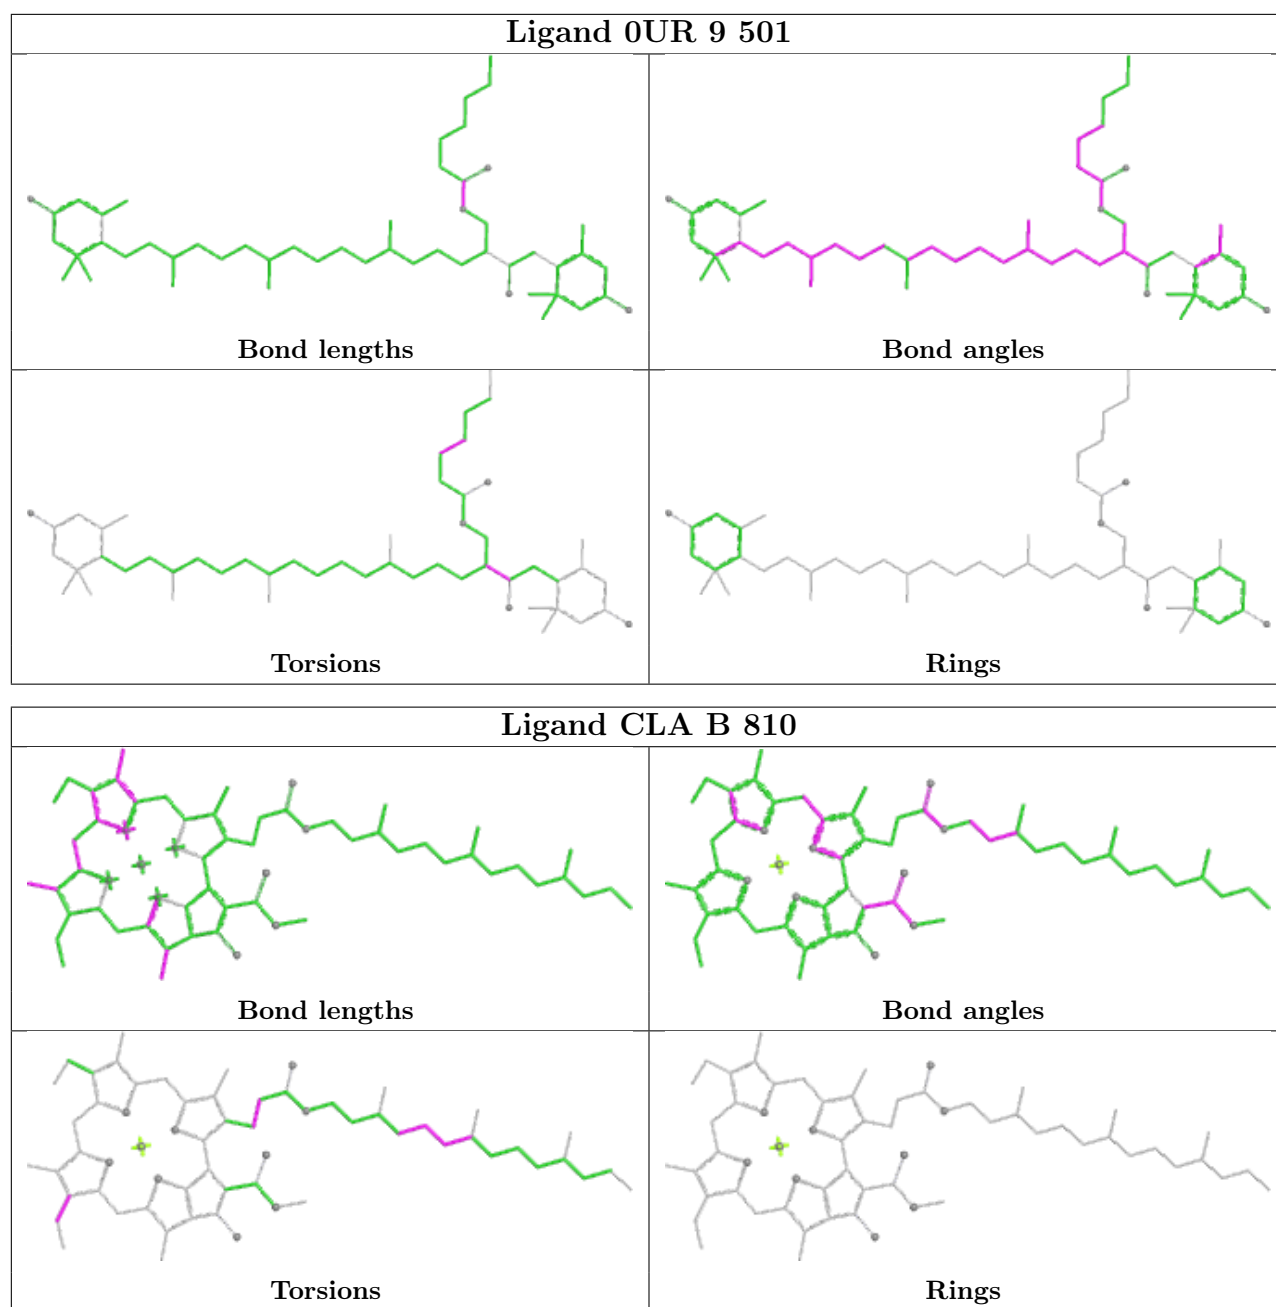 Ligand 0UR 9 501
Bond lengths
Bond angles
Torsions
Rings
Ligand CLA B 810
Bond lengths
Bond angles
Torsions
Rings